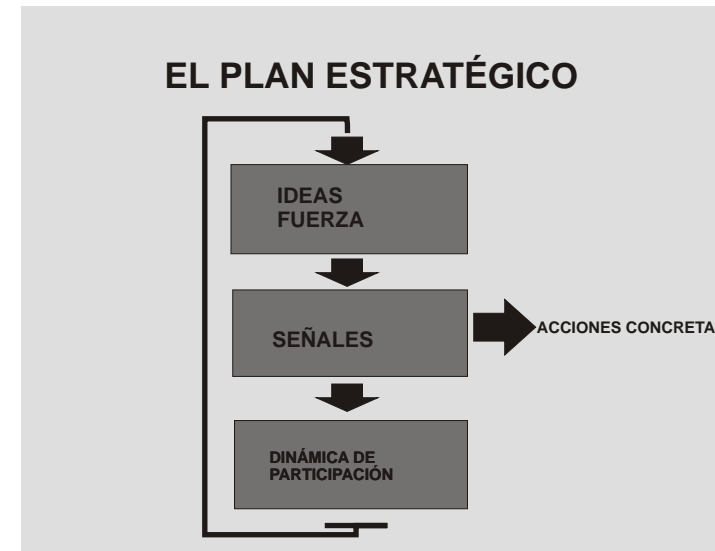 EL PLAN ESTRATÉGICO
IDEAS
FUERZA
SEÑALES
ACCIONES CONCRETA
DINÁMICA DE
PARTICIPACIÓN